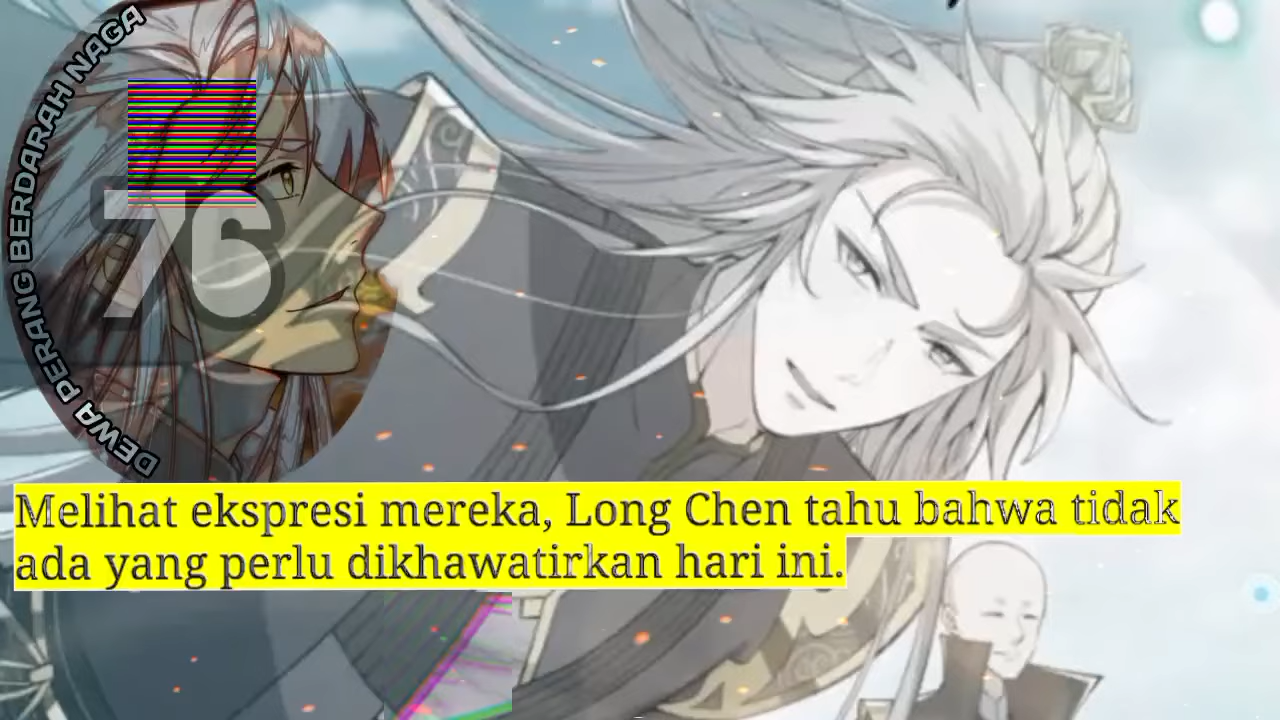 DEWA PERANG BERDARAH NAGA
76
Melihat ekspresi mereka, Long Chen tahu bahwa tidak
ada yang perlu dikhawatirkan hari ini.